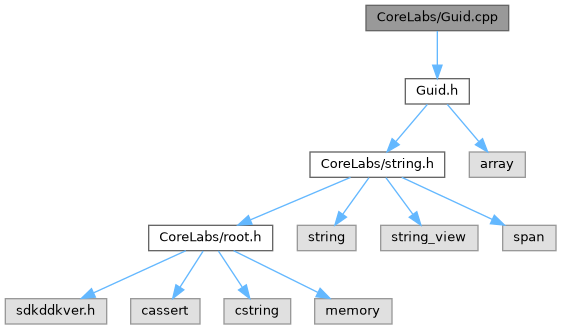 CoreLabs/Guid.cpp
Guid.h
CoreLabs/string.h
array
CoreLabs/root.h
string
string_view
span
sdkddkver.h
cassert
cstring
memory